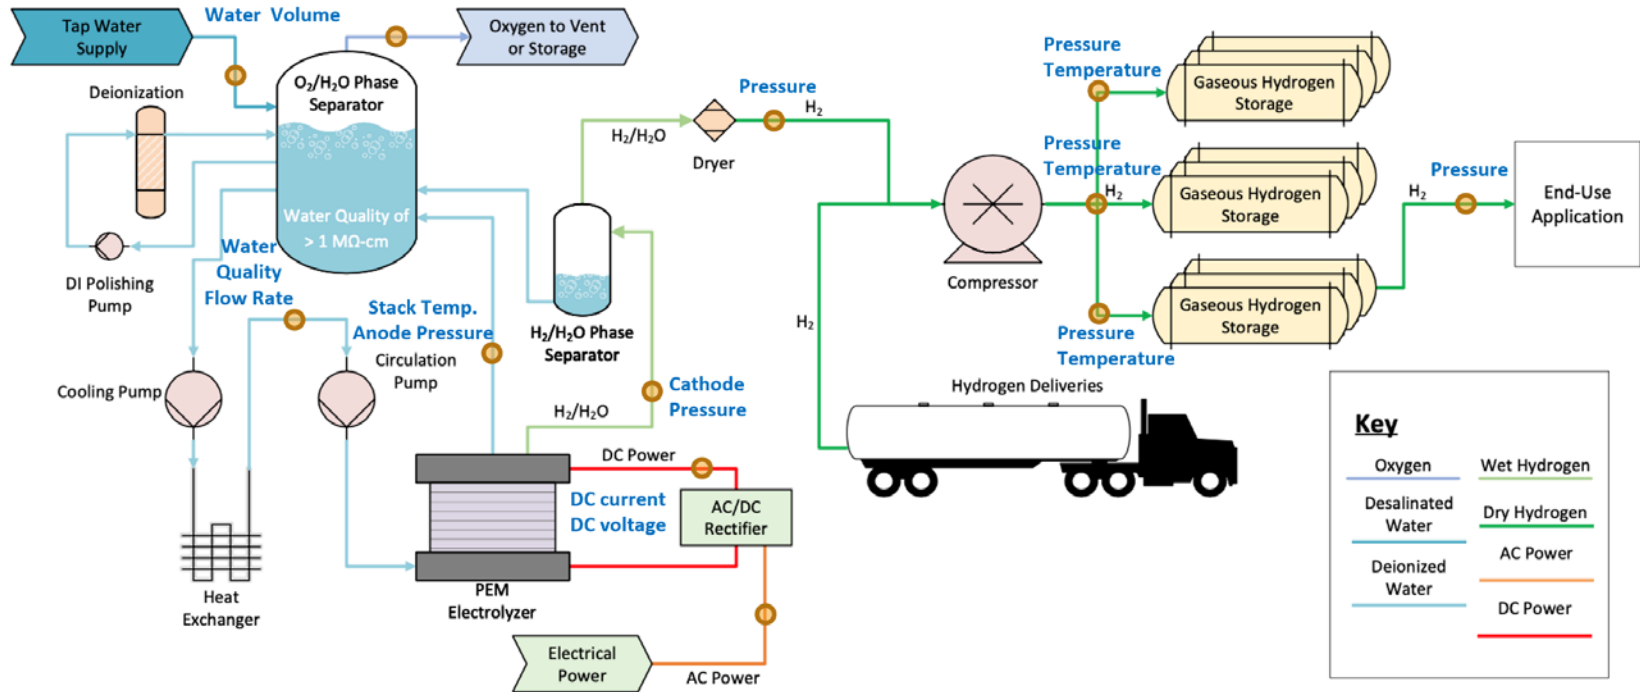 Tap Water
Supply
Water Volume
Oxygen to Vent
or Storage
O₂/H₂O Phase
Separator
Deionization
Water Quality of
> 1 MΩ-cm
DI Polishing
Pump
Water
Quality
Flow Rate
Cooling Pump
Heat
Exchanger
Circulation
Pump
Stack Temp.
Anode Pressure
H₂/H₂O Phase
Separator
H₂/H₂O
Cathode
Pressure
H₂/H₂O
PEM
Electrolyzer
DC Power
DC current
DC voltage
AC/DC
Rectifier
Electrical
Power
AC Power
Dryer
Pressure
H₂
H₂
Compressor
Hydrogen Deliveries
Pressure
Temperature
Gaseous Hydrogen
Storage
Pressure
Temperature
H₂
Gaseous Hydrogen
Storage
Pressure
Temperature
Gaseous Hydrogen
Storage
H₂
Pressure
End-Use
Application
Key
Oxygen
Wet Hydrogen
Desalinated
Water
Dry Hydrogen
Deionized
Water
AC Power
DC Power